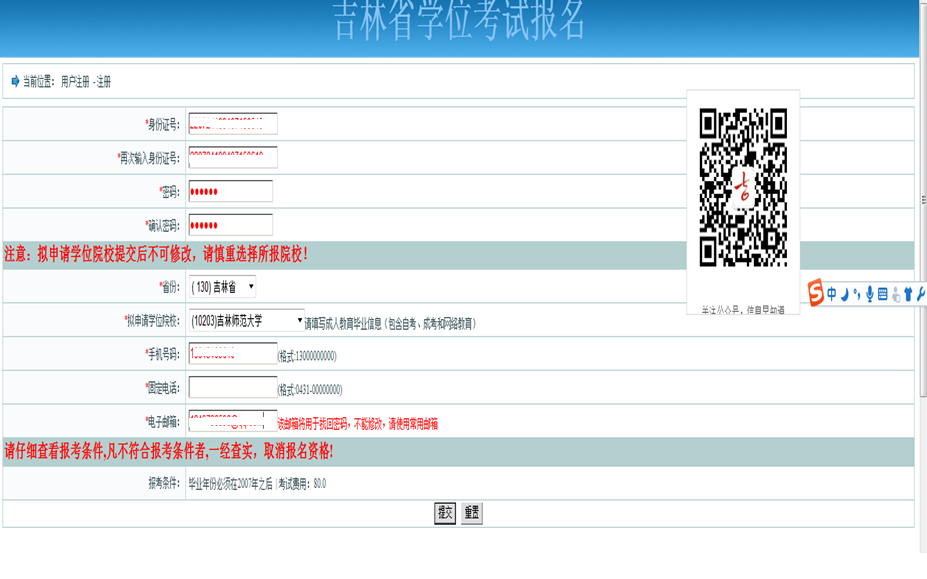 吉林省学位考试报名
当前位置： 用户注册 - 注册
*身份证号：
*再次输入身份证号：
*密码： ●●●●●●
*确认密码： ●●●●●●
注意：拟申请学位院校提交后不可修改，请慎重选择所报院校！
*省份： ( 130) 吉林省
*拟申请学位院校： (10203)吉林师范大学 请填写成人教育毕业信息（包含自考、成考和网络教育）
*手机号码： (格式:13000000000)
*固定电话： (格式:0431-00000000)
*电子邮箱： 该邮箱将用于找回密码，不能修改，请使用常用邮箱
请仔细查看报考条件,凡不符合报考条件者,一经查实，取消报名资格!
报考条件： 毕业年份必须在2007年之后 | 考试费用：80.0
提交 重置
吉
关注公众号，信息早知道
S 中